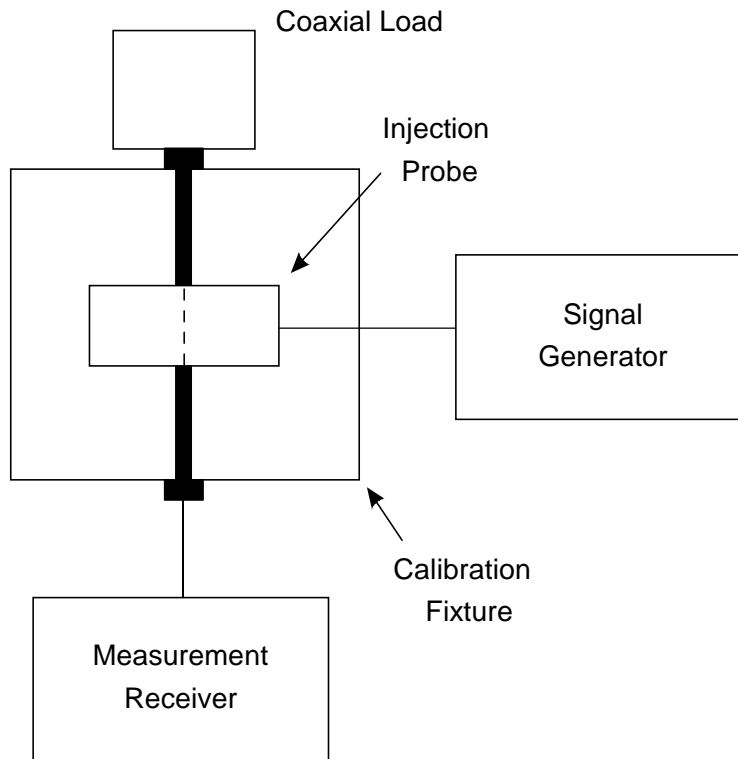 Coaxial Load
Injection
Probe
Signal
Generator
Calibration
Fixture
Measurement
Receiver